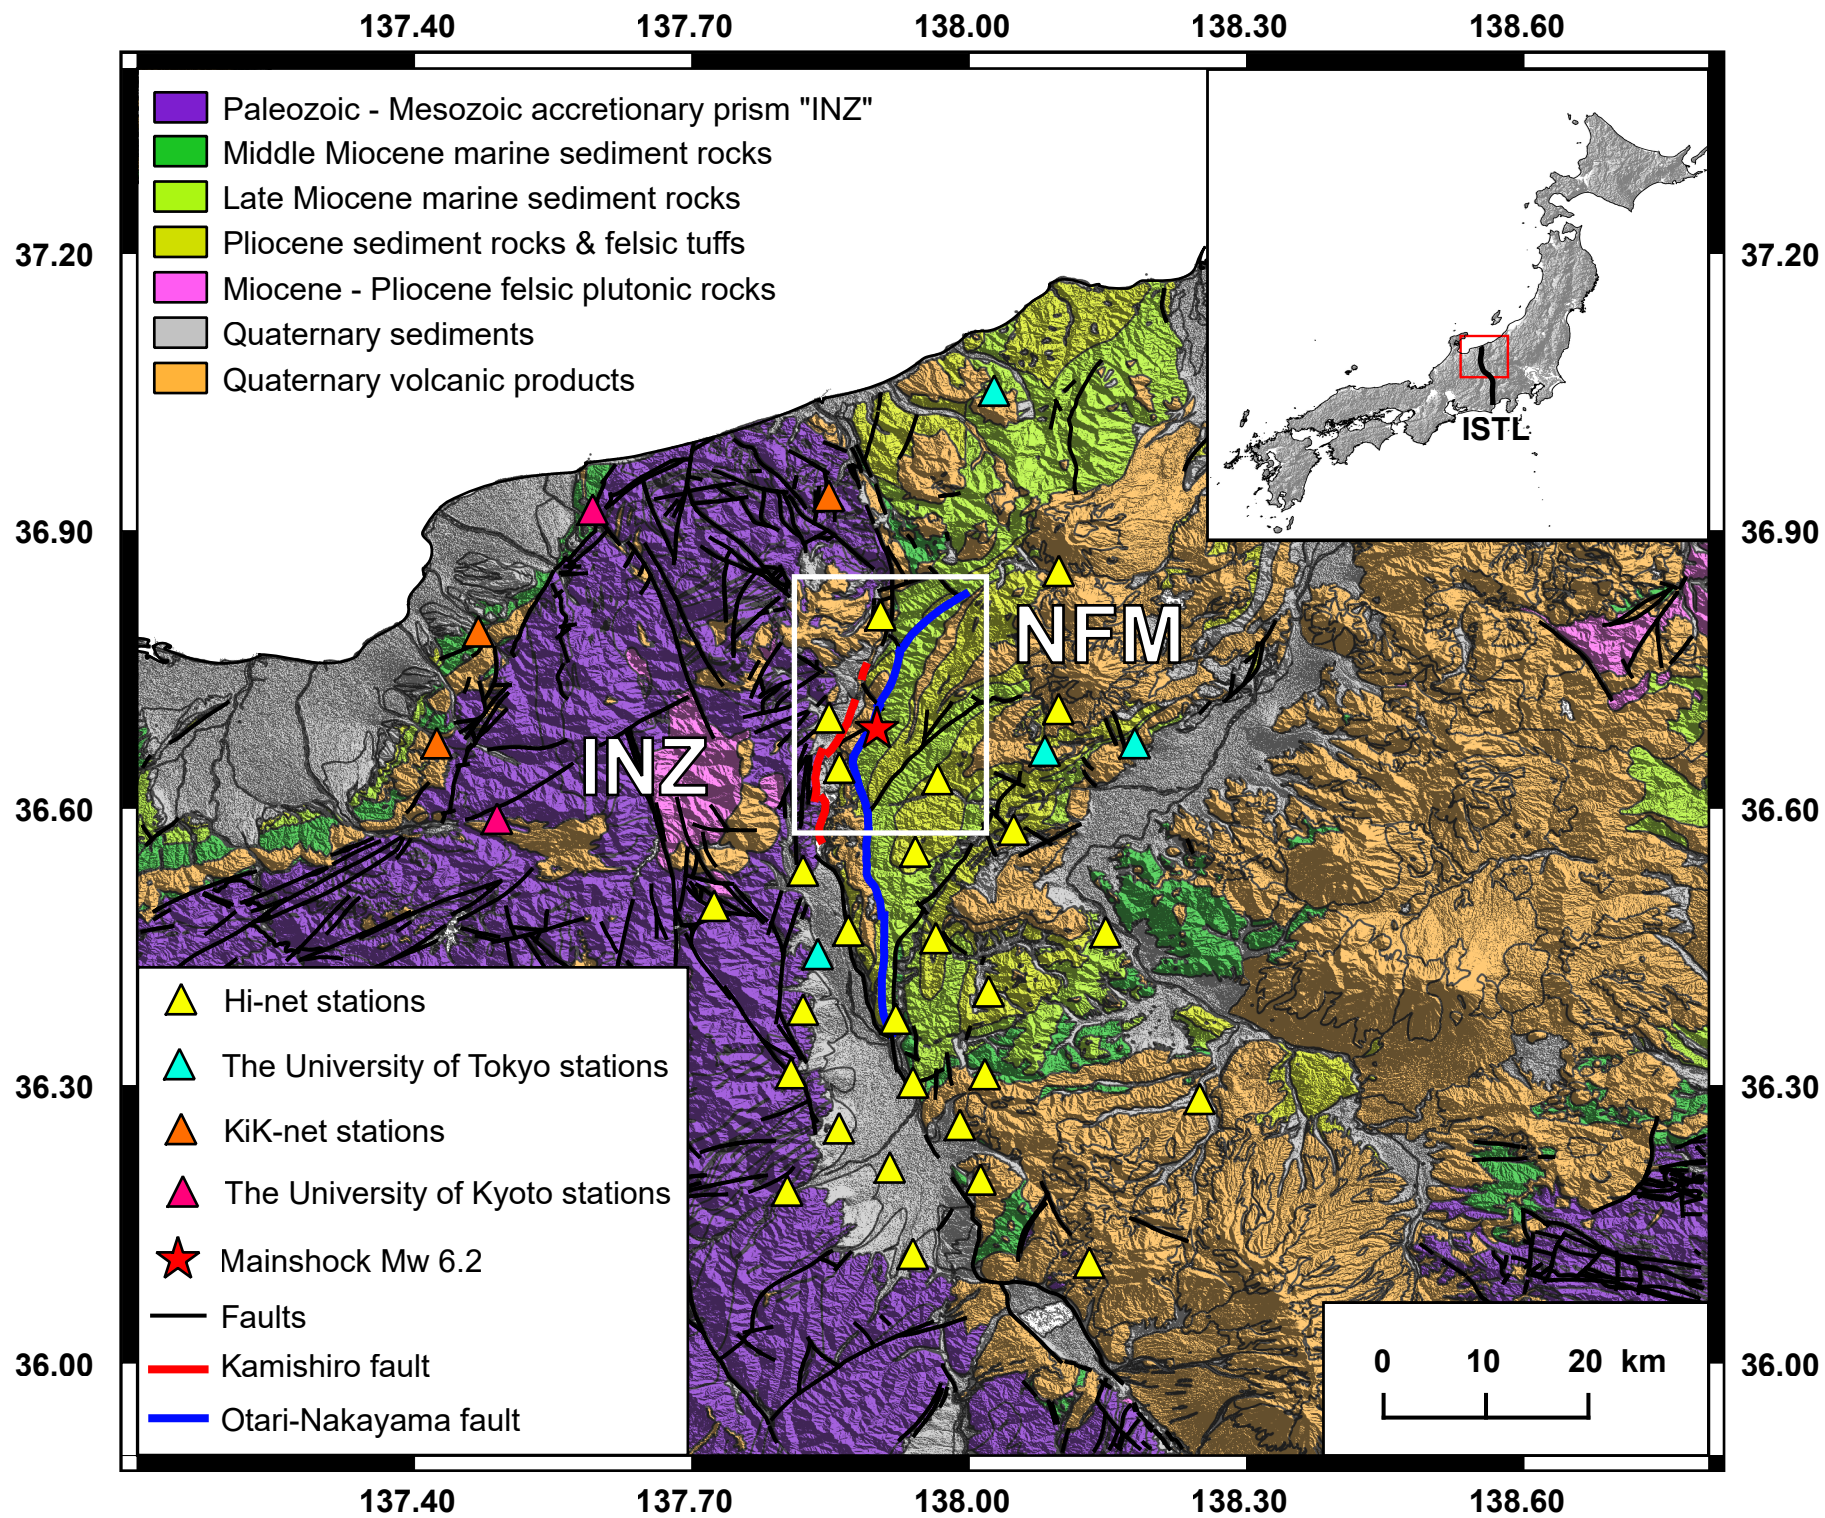 137.40 137.70 138.00 138.30 138.60
Paleozoic - Mesozoic accretionary prism "INZ"
Middle Miocene marine sediment rocks
Late Miocene marine sediment rocks
Pliocene sediment rocks & felsic tuffs
Miocene - Pliocene felsic plutonic rocks
Quaternary sediments
Quaternary volcanic products
ISTL
37.20 37.20
36.90 36.90
NFM
INZ
36.60 36.60
36.30 36.30
36.00 36.00
Hi-net stations
The University of Tokyo stations
KiK-net stations
The University of Kyoto stations
Mainshock Mw 6.2
Faults
Kamishiro fault
Otari-Nakayama fault
0 10 20 km
137.40 137.70 138.00 138.30 138.60